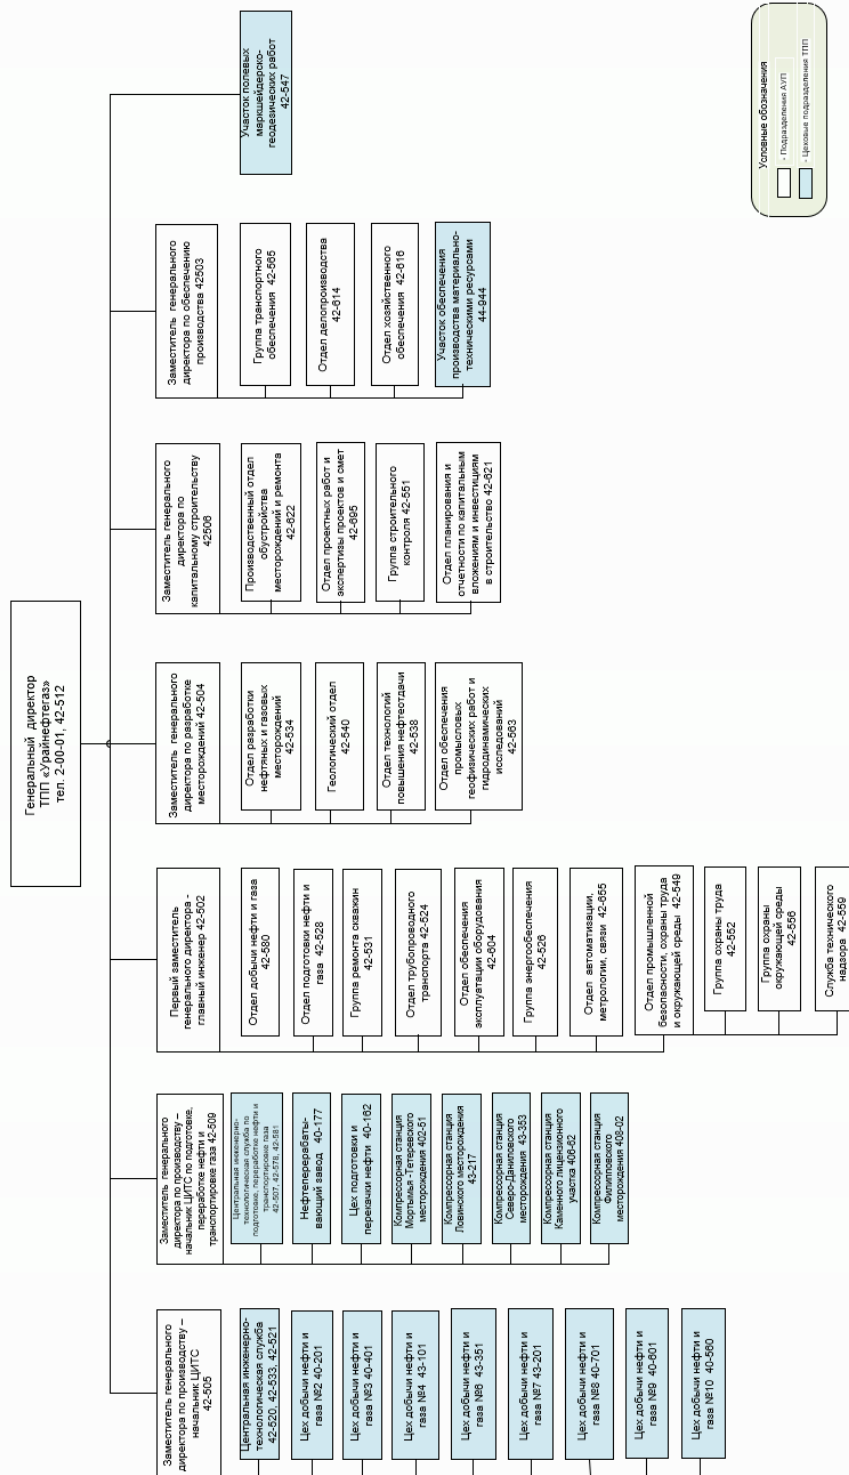 Генеральный директор
ТПП «Урайнефтегаз»
тел. 2-00-01, 42-512
Заместитель генерального
директора по производству –
начальник ЦИТС
42-505
Центральная инженерно-
технологическая служба
42-520, 42-533, 42-521
Цех добычи нефти и
газа №2 40-201
Цех добычи нефти и
газа №3 40-401
Цех добычи нефти и
газа №4 43-101
Цех добычи нефти и
газа №6 43-351
Цех добычи нефти и
газа №7 43-201
Цех добычи нефти и
газа №8 40-701
Цех добычи нефти и
газа №9 40-601
Цех добычи нефти и
газа №10 40-560
Заместитель генерального
директора по производству –
начальник ЦИТС по подготовке,
переработке нефти и
транспортировке газа 42-509
Центральная инженерно-
технологическая служба по
подготовке, переработке нефти и
транспортировке газа
42-507, 42-578, 42-581
Нефтеперерабаты-
вающий завод 40-177
Цех подготовки и
перекачки нефти 40-162
Компрессорная станция
Мортымья -Тетеревского
месторождения 402-51
Компрессорная станция
Ловинского месторождения
43-217
Компрессорная станция
Северо-Даниловского
месторождения 43-353
Компрессорная станция
Каменного лицензионного
участка 406-62
Компрессорная станция
Филипповского
месторождения 408-02
Первый заместитель
генерального директора -
главный инженер 42-502
Отдел добычи нефти и газа
42-580
Отдел подготовки нефти и
газа 42-528
Группа ремонта скважин
42-531
Отдел трубопроводного
транспорта 42-524
Отдел обеспечения
эксплуатации оборудования
42-604
Группа энергообеспечения
42-526
Отдел автоматизации,
метрологии, связи 42-655
Отдел промышленной
безопасности, охраны труда
и окружающей среды 42-549
Группа охраны труда
42-552
Группа охраны
окружающей среды
42-556
Служба технического
надзора 42-559
Заместитель генерального
директора по разработке
месторождений 42-504
Отдел разработки
нефтяных и газовых
месторождений
42-534
Геологический отдел
42-540
Отдел технологий
повышения нефтеотдачи
42-538
Отдел обеспечения
промысловых
геофизических работ и
гидродинамических
исследований
42-563
Заместитель генерального
директора по
капитальному строительству
42506
Производственный отдел
обустройства
месторождений и ремонта
42-622
Отдел проектных работ и
экспертизы проектов и смет
42-695
Группа строительного
контроля 42-551
Отдел планирования и
отчетности по капитальным
вложениям и инвестициям
в строительство 42-621
Заместитель генерального
директора по обеспечению
производства 42503
Группа транспортного
обеспечения 42-565
Отдел делопроизводства
42-614
Отдел хозяйственного
обеспечения 42-616
Участок обеспечения
производства материально-
техническими ресурсами
44-944
Участок полевых
маркшейдерско-
геодезических работ
42-547
Условные обозначения
- Подразделения АУП
- Цеховые подразделения ТПП